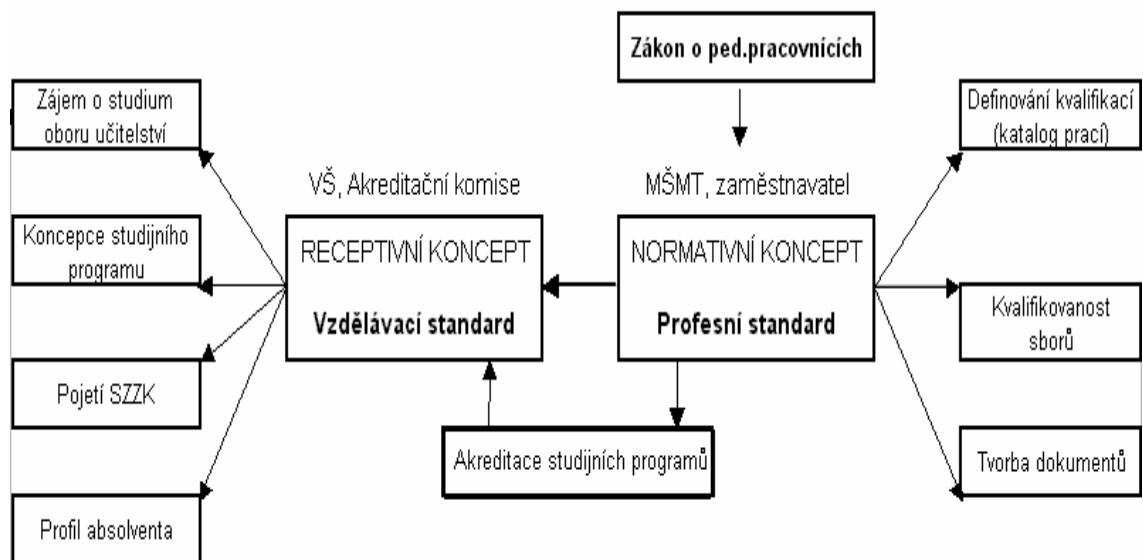 Zákon o ped.pracovnících
Zájem o studium
oboru učitelství
Definování kvalifikací
(katalog prací)
VŠ, Akreditační komise
MŠMT, zaměstnavatel
Koncepce studijního
programu
RECEPTIVNÍ KONCEPT
Vzdělávací standard
NORMATIVNÍ KONCEPT
Profesní standard
Kvalifikovanost
sborů
Pojetí SZZK
Akreditace studijních programů
Tvorba dokumentů
Profil absolventa